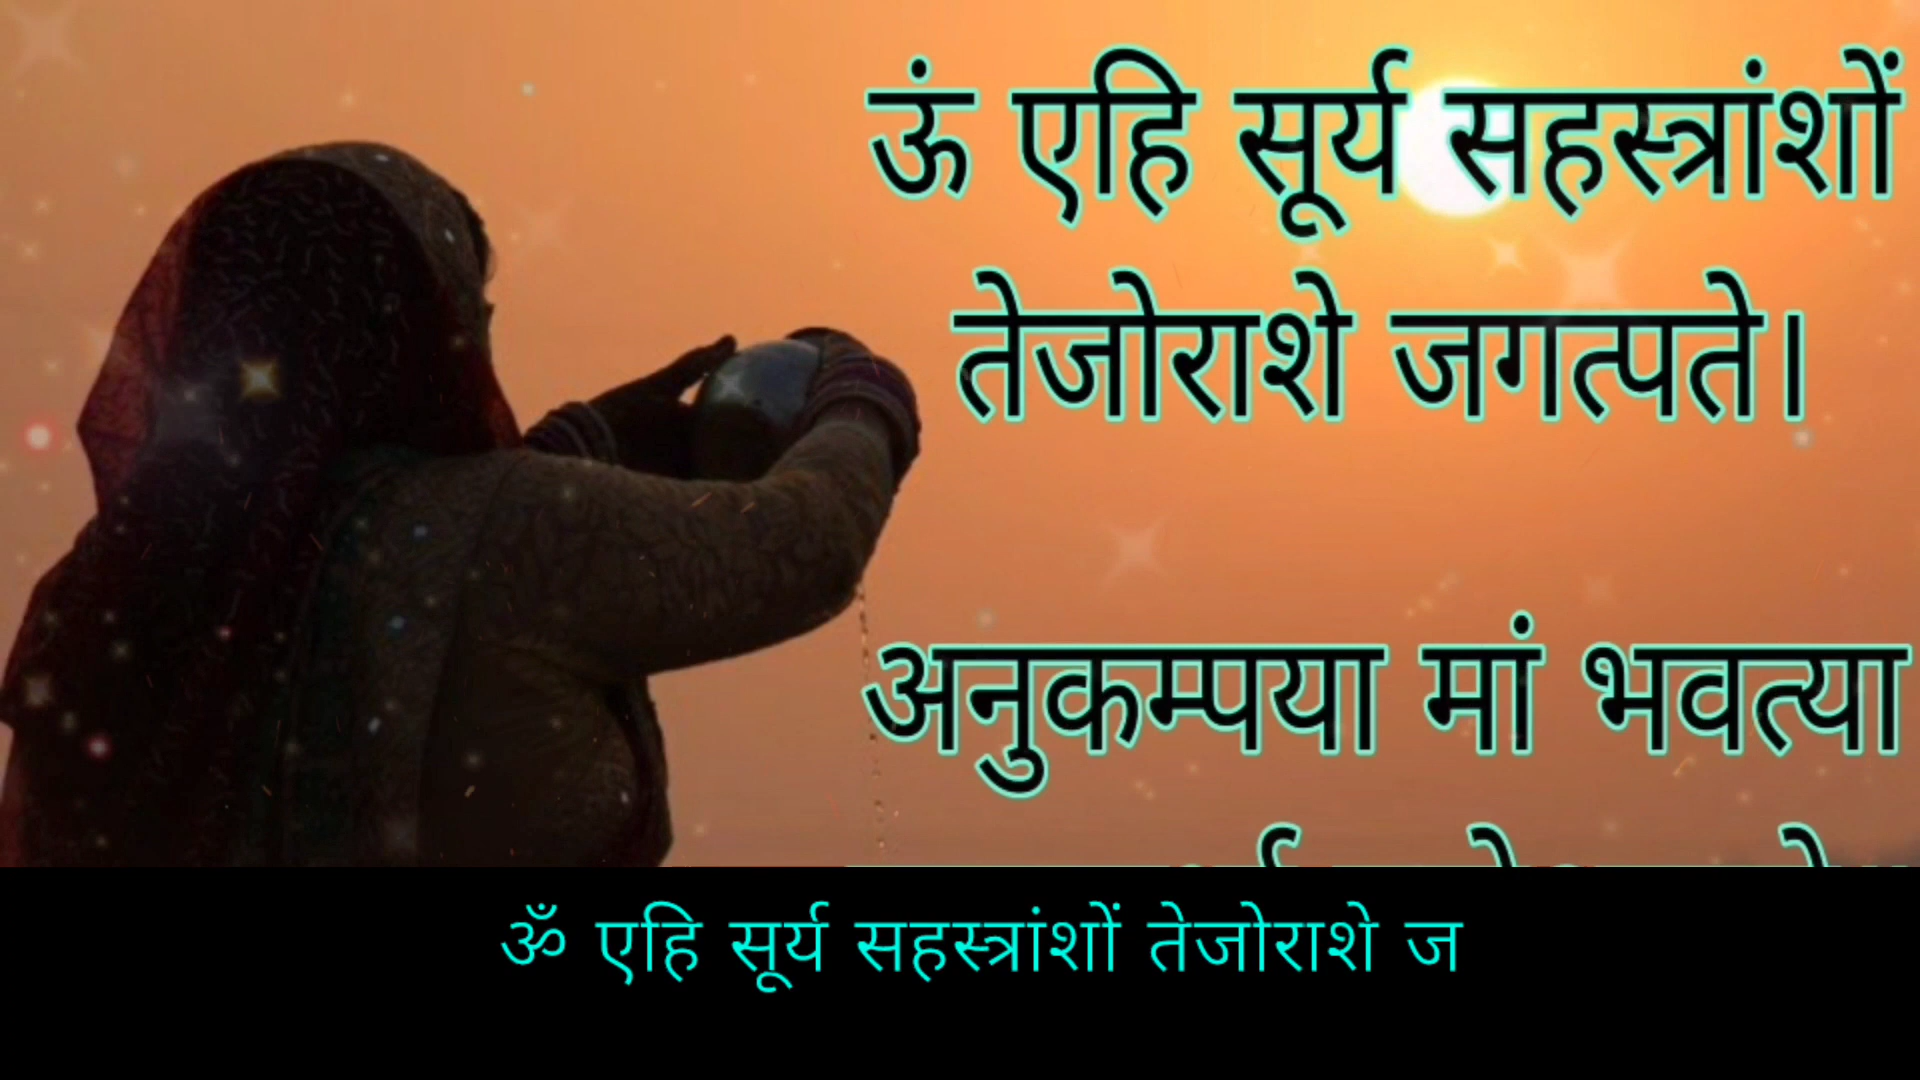 ऊं एहि सूर्य सहस्त्रांशों
तेजोराशे जगत्पते।
अनुकम्पया मां भवत्या
ॐ एहि सूर्य सहस्त्रांशों तेजोराशे ज